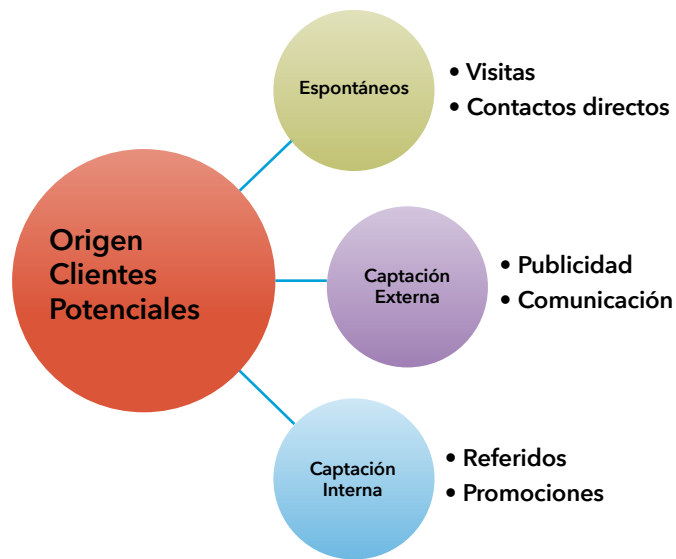 Origen
Clientes
Potenciales
Espontáneos
• Visitas
• Contactos directos
Captación
Externa
• Publicidad
• Comunicación
Captación
Interna
• Referidos
• Promociones